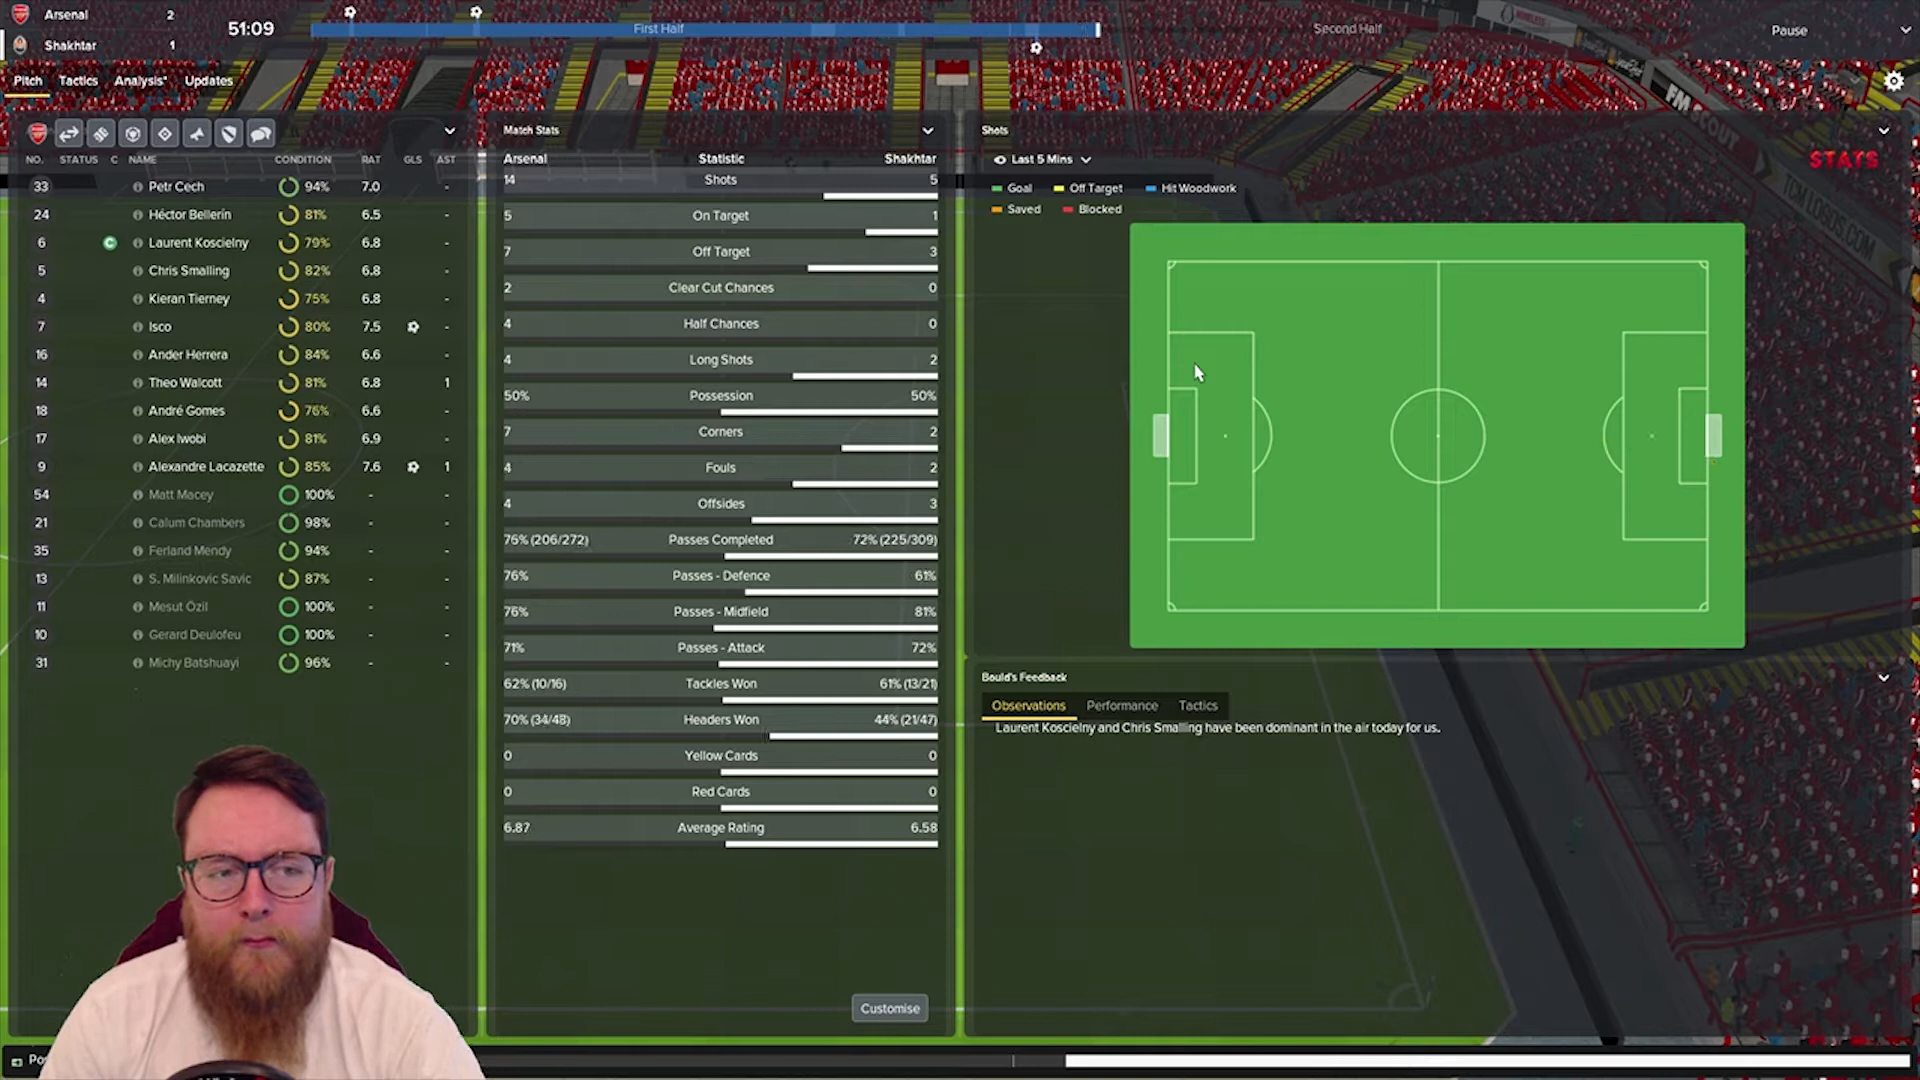 Arsenal 2
Shakhtar 1
51:09
First Half
Second Half
Pause
Pitch Tactics Analysis* Updates
NO. STATUS C NAME CONDITION RAT GLS AST
33 Petr Cech 94% 7.0 -
24 Héctor Bellerín 81% 6.5 -
6 C Laurent Koscielny 79% 6.8 -
5 Chris Smalling 82% 6.8 -
4 Kieran Tierney 75% 6.8 -
7 Isco 80% 7.5 -
16 Ander Herrera 84% 6.6 -
14 Theo Walcott 81% 6.8 1
18 André Gomes 76% 6.6 -
17 Alex Iwobi 81% 6.9 -
9 Alexandre Lacazette 85% 7.6 1
54 Matt Macey 100% - -
21 Calum Chambers 98% - -
35 Ferland Mendy 94% - -
13 S. Milinkovic Savic 87% - -
11 Mesut Özil 100% - -
10 Gerard Deulofeu 100% - -
31 Michy Batshuayi 96% - -
Match Stats
Arsenal Statistic Shakhtar
14 Shots 5
5 On Target 1
7 Off Target 3
2 Clear Cut Chances 0
4 Half Chances 0
4 Long Shots 2
50% Possession 50%
7 Corners 2
4 Fouls 2
4 Offsides 3
76% (206/272) Passes Completed 72% (225/309)
76% Passes - Defence 61%
76% Passes - Midfield 81%
71% Passes - Attack 72%
62% (10/16) Tackles Won 61% (13/21)
70% (34/48) Headers Won 44% (21/47)
0 Yellow Cards 0
0 Red Cards 0
6.87 Average Rating 6.58
Customise
Shots
Last 5 Mins
Goal Off Target Hit Woodwork
Saved Blocked
Bould's Feedback
Observations Performance Tactics
Laurent Koscielny and Chris Smalling have been dominant in the air today for us.
FM SCOUT
STATS
TCMLOGOS.COM